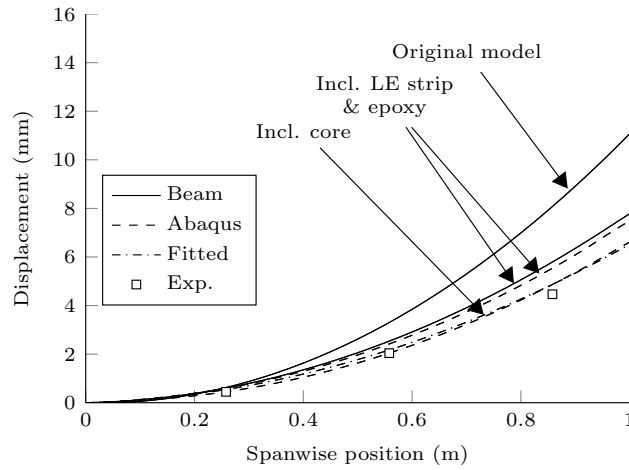 16
14
12
10
8
6
4
2
0
Displacement (mm)
Original model
Incl. LE strip
& epoxy
Incl. core
Beam
Abaqus
Fitted
Exp.
0 0.2 0.4 0.6 0.8 1
Spanwise position (m)